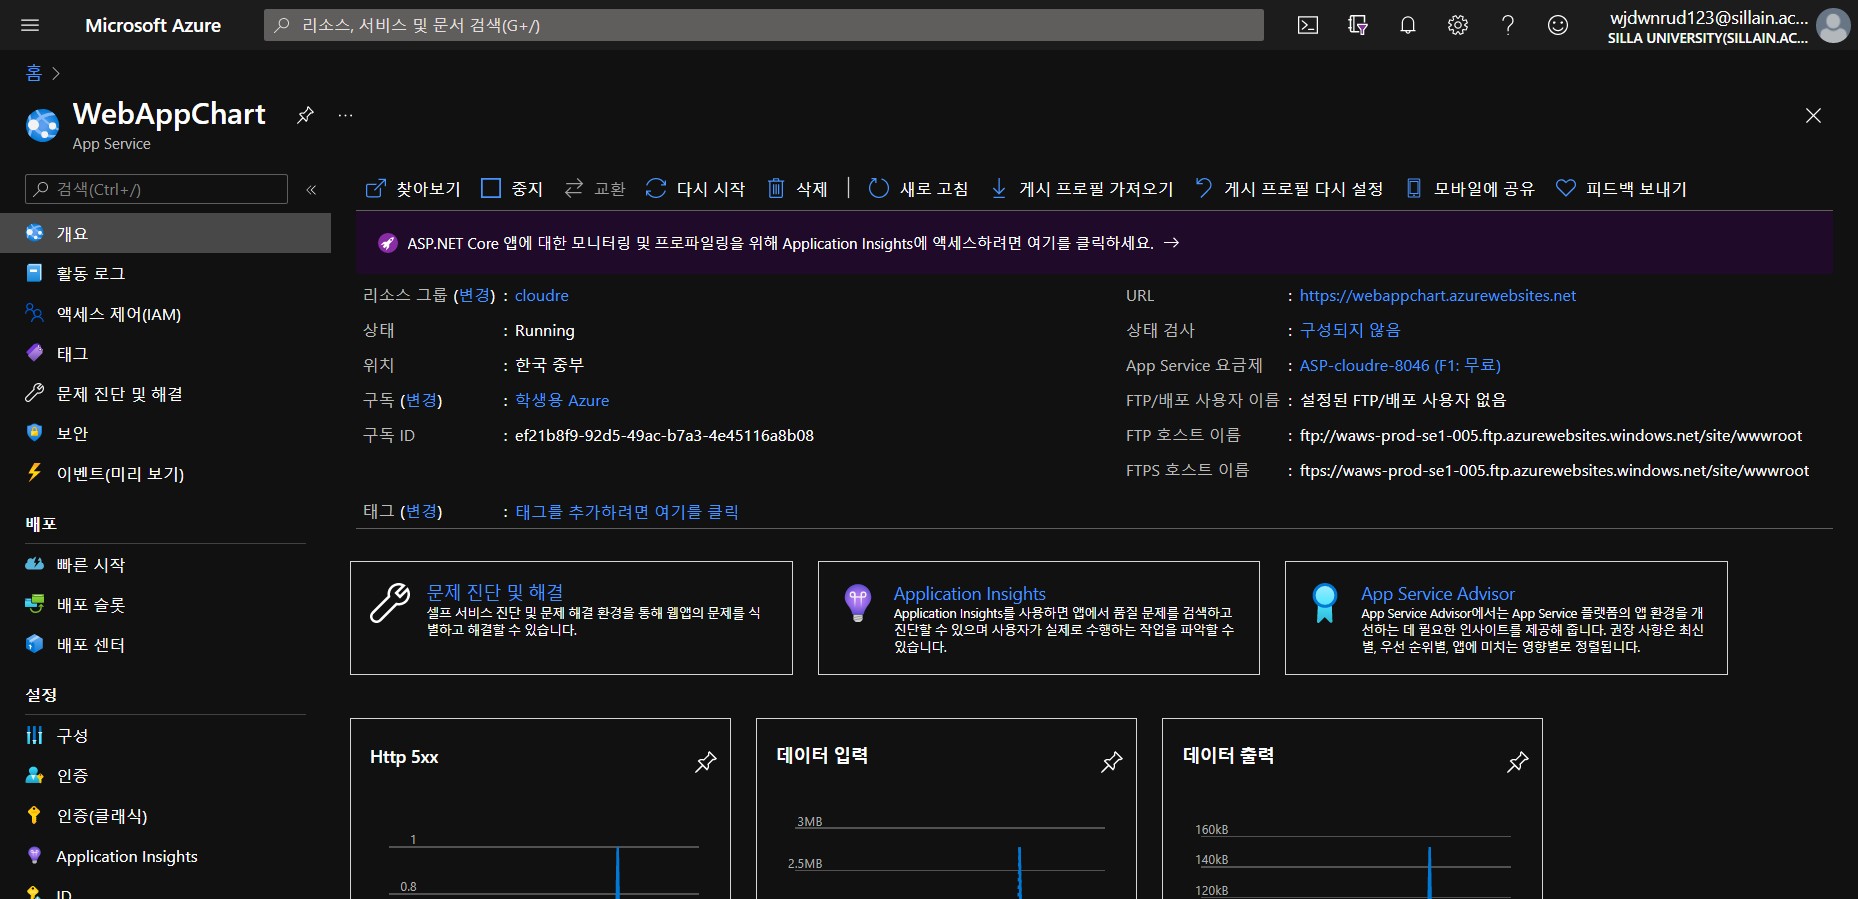 Microsoft Azure
리소스, 서비스 및 문서 검색(G+/)
wjdwnrud123@sillain.ac...
SILLA UNIVERSITY(SILLAIN.AC...
홈
WebAppChart
App Service
검색(Ctrl+/)
개요
활동 로그
액세스 제어(IAM)
태그
문제 진단 및 해결
보안
이벤트(미리 보기)
배포
빠른 시작
배포 슬롯
배포 센터
설정
구성
인증
인증(클래식)
Application Insights
ID
찾아보기 중지 교환 다시 시작 삭제 새로 고침 게시 프로필 가져오기 게시 프로필 다시 설정 모바일에 공유 피드백 보내기
ASP.NET Core 앱에 대한 모니터링 및 프로파일링을 위해 Application Insights에 액세스하려면 여기를 클릭하세요. →
리소스 그룹 (변경) : cloudre
상태 : Running
위치 : 한국 중부
구독 (변경) : 학생용 Azure
구독 ID : ef21b8f9-92d5-49ac-b7a3-4e45116a8b08
URL : https://webappchart.azurewebsites.net
상태 검사 : 구성되지 않음
App Service 요금제 : ASP-cloudre-8046 (F1: 무료)
FTP/배포 사용자 이름 : 설정된 FTP/배포 사용자 없음
FTP 호스트 이름 : ftp://waws-prod-se1-005.ftp.azurewebsites.windows.net/site/wwwroot
FTPS 호스트 이름 : ftps://waws-prod-se1-005.ftp.azurewebsites.windows.net/site/wwwroot
태그 (변경) : 태그를 추가하려면 여기를 클릭
문제 진단 및 해결
셀프 서비스 진단 및 문제 해결 환경을 통해 웹앱의 문제를 식
별하고 해결할 수 있습니다.
Application Insights
Application Insights를 사용하면 앱에서 품질 문제를 검색하고
진단할 수 있으며 사용자가 실제로 수행하는 작업을 파악할 수
있습니다.
App Service Advisor
App Service Advisor에서는 App Service 플랫폼의 앱 환경을 개
선하는 데 필요한 인사이트를 제공해 줍니다. 권장 사항은 최신
별, 우선 순위별, 앱에 미치는 영향별로 정렬됩니다.
Http 5xx
1
0.8
데이터 입력
3MB
2.5MB
데이터 출력
160kB
140kB
120kB